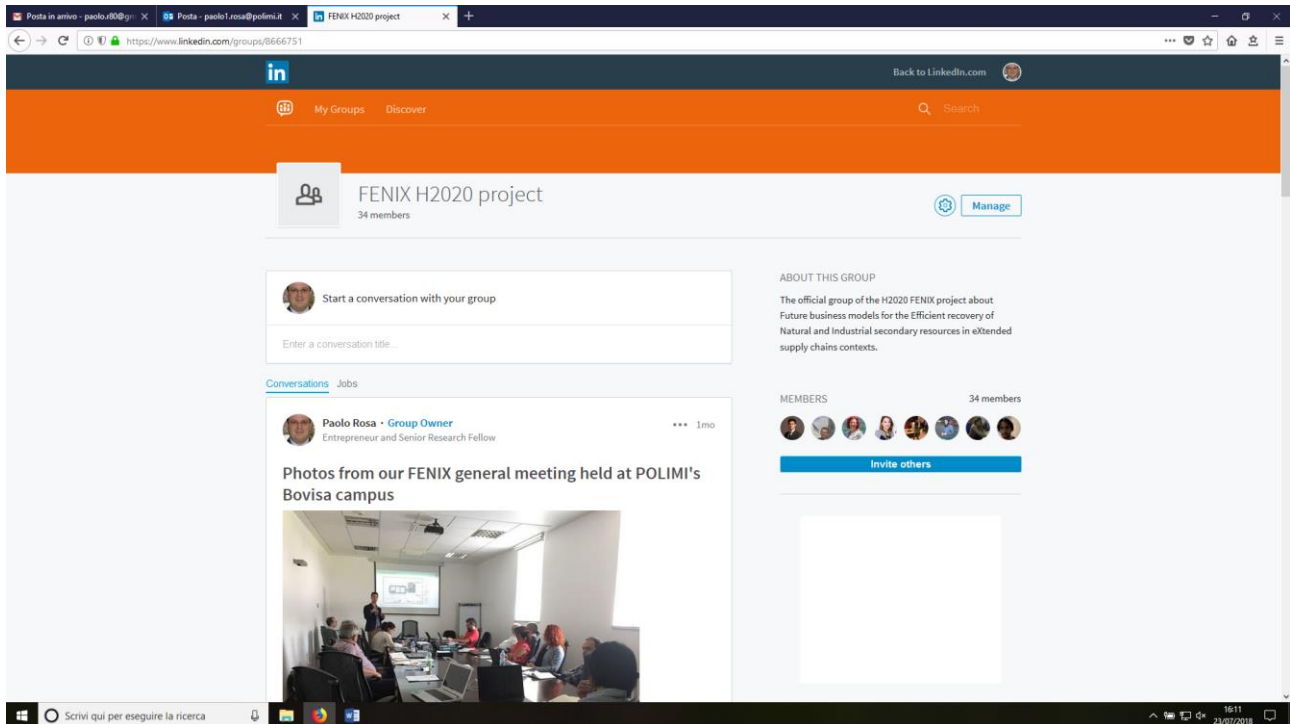 Posta in arrivo - paolo.r80@gm
Posta - paolo1.rosa@polimi.it
FENIX H2020 project
https://www.linkedin.com/groups/8666751
in
Back to LinkedIn.com
My Groups Discover
Search
FENIX H2020 project
34 members
Manage
Start a conversation with your group
Enter a conversation title...
Conversations Jobs
Paolo Rosa • Group Owner
Entrepreneur and Senior Research Fellow
••• 1mo
Photos from our FENIX general meeting held at POLIMI's
Bovisa campus
ABOUT THIS GROUP
The official group of the H2020 FENIX project about
Future business models for the Efficient recovery of
Natural and Industrial secondary resources in eXtended
supply chains contexts.
MEMBERS 34 members
Invite others
Scrivi qui per eseguire la ricerca
16:11
23/07/2018